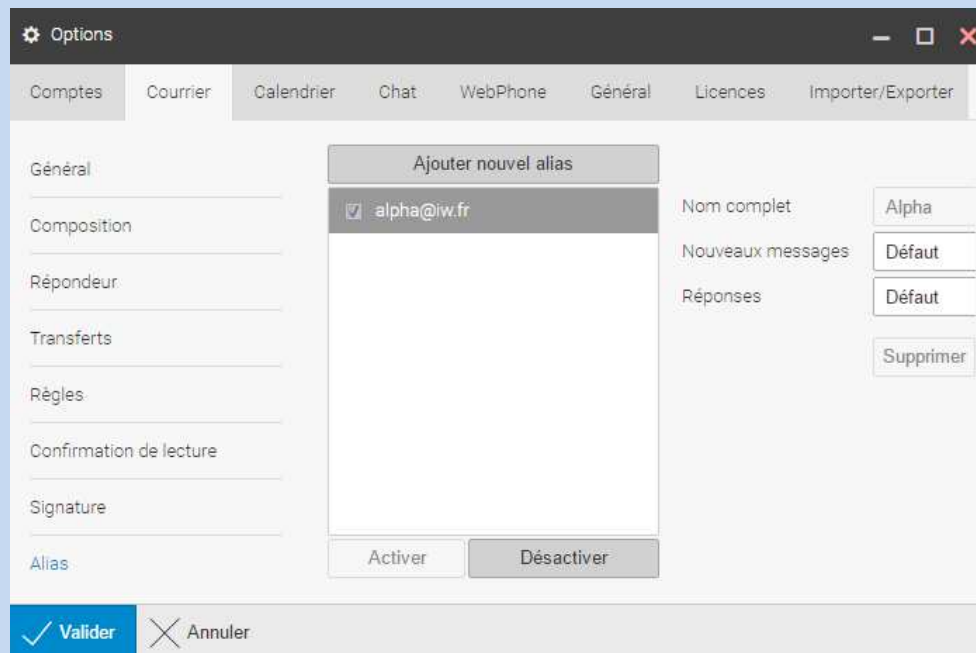 Options
Comptes Courrier Calendrier Chat WebPhone Général Licences Importer/Exporter
Général
Composition
Répondeur
Transferts
Règles
Confirmation de lecture
Signature
Alias
Ajouter nouvel alias
alpha@iw.fr
Activer Désactiver
Nom complet Alpha
Nouveaux messages Défaut
Réponses Défaut
Supprimer
Valider Annuler